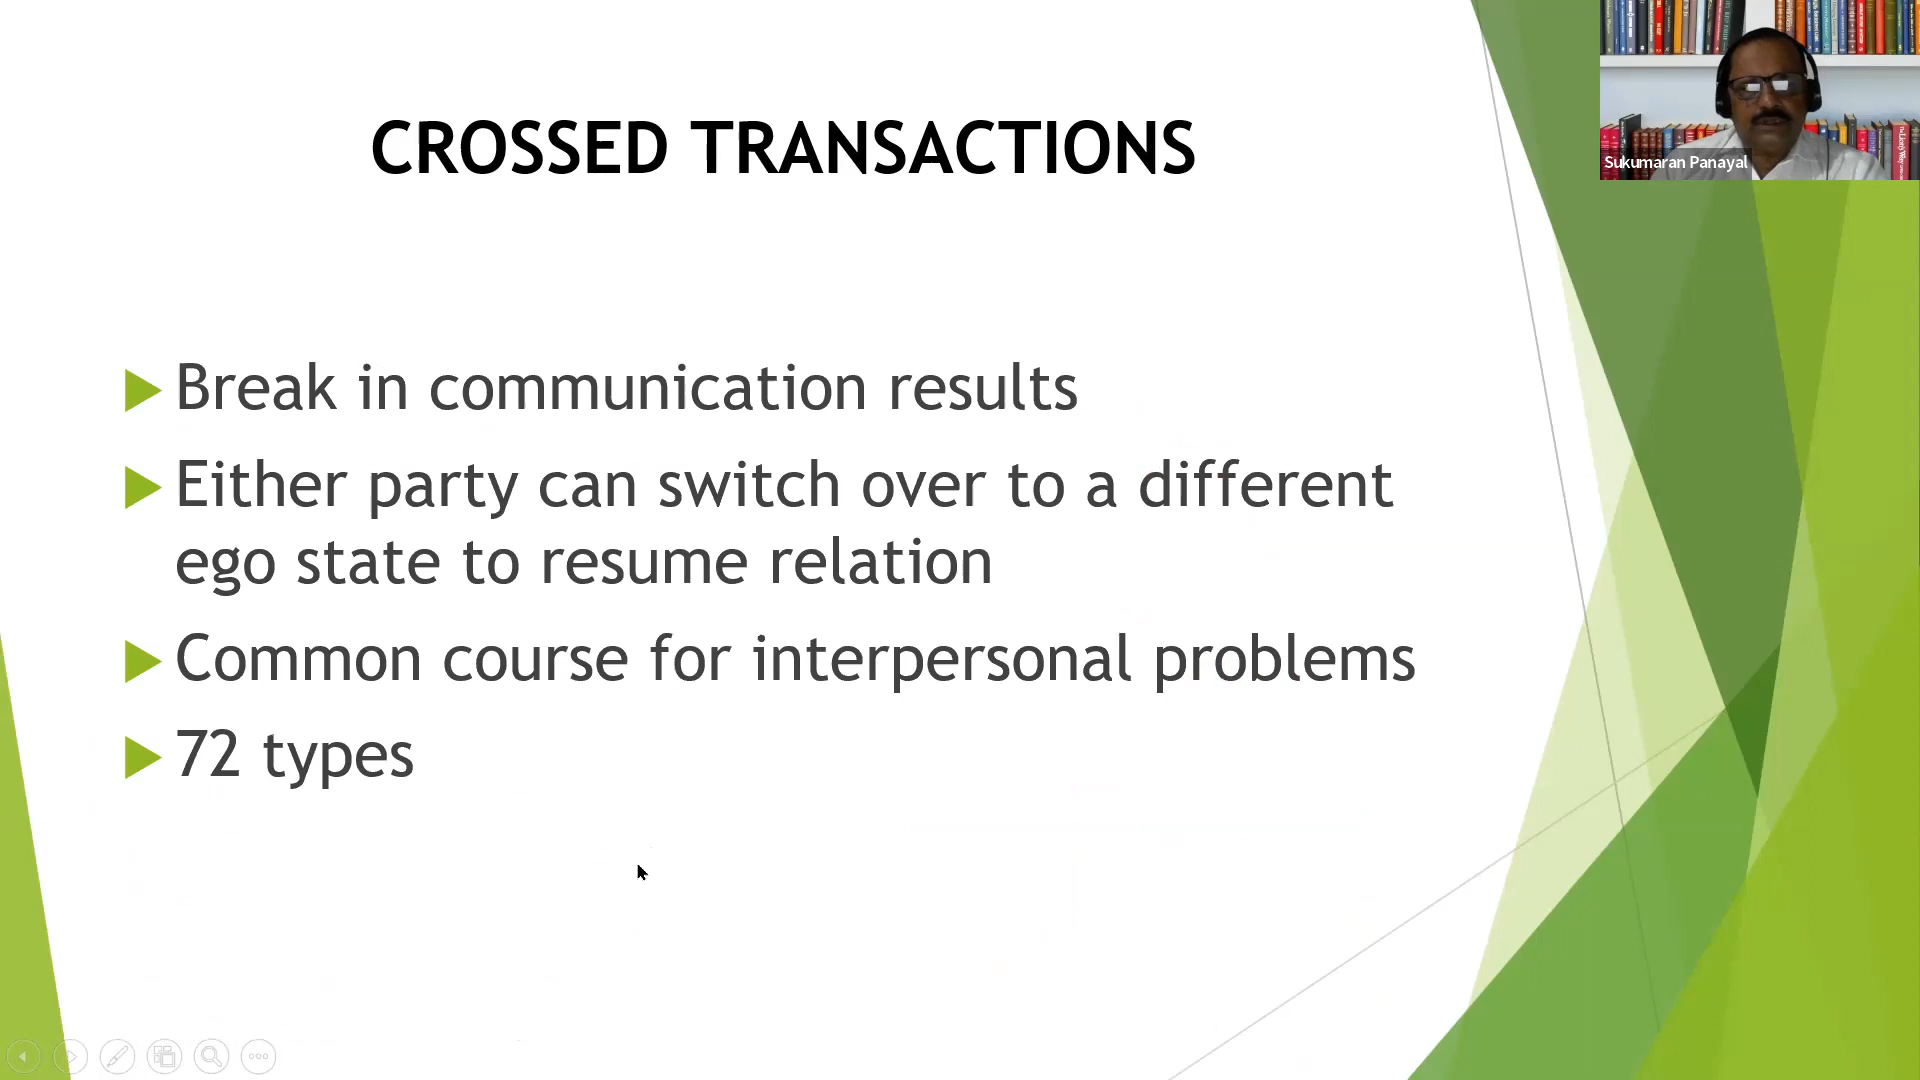 CROSSED TRANSACTIONS
Sukumaran Panayal
Break in communication results
Either party can switch over to a different
ego state to resume relation
Common course for interpersonal problems
72 types